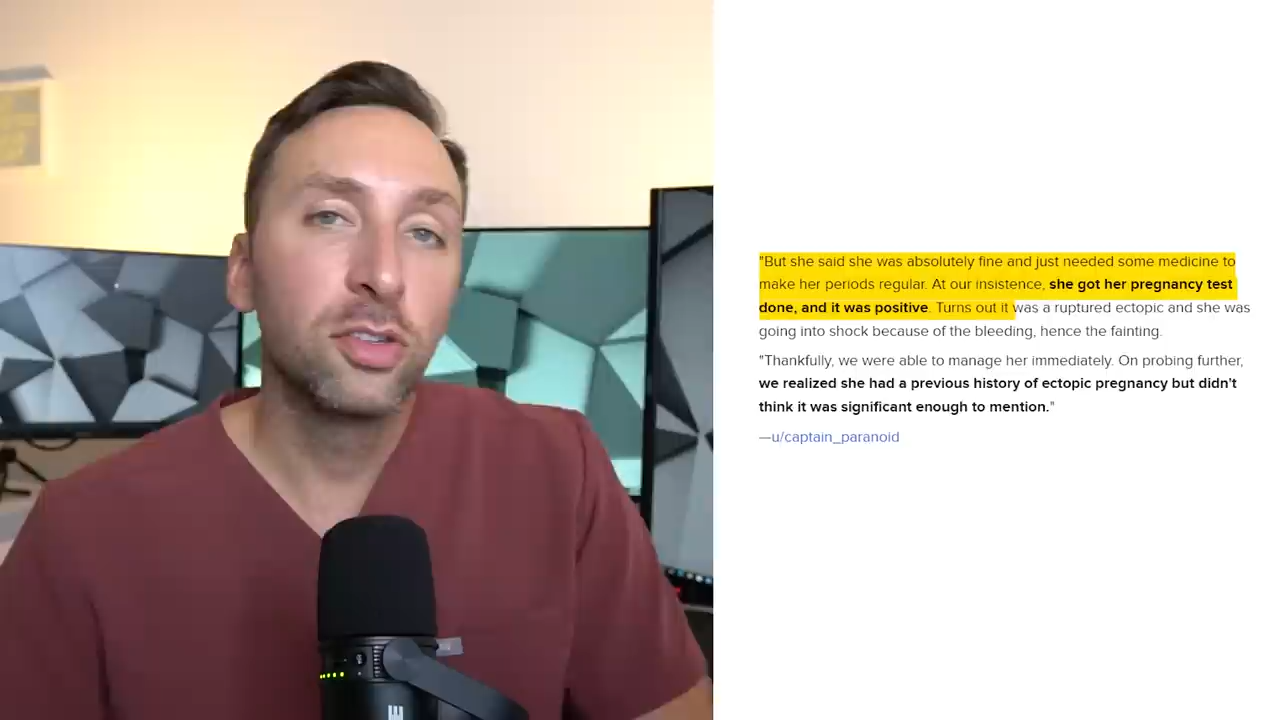 "But she said she was absolutely fine and just needed some medicine to
make her periods regular. At our insistence, she got her pregnancy test
done, and it was positive. Turns out it was a ruptured ectopic and she was
going into shock because of the bleeding, hence the fainting.
"Thankfully, we were able to manage her immediately. On probing further,
we realized she had a previous history of ectopic pregnancy but didn't
think it was significant enough to mention."
—u/captain_paranoid